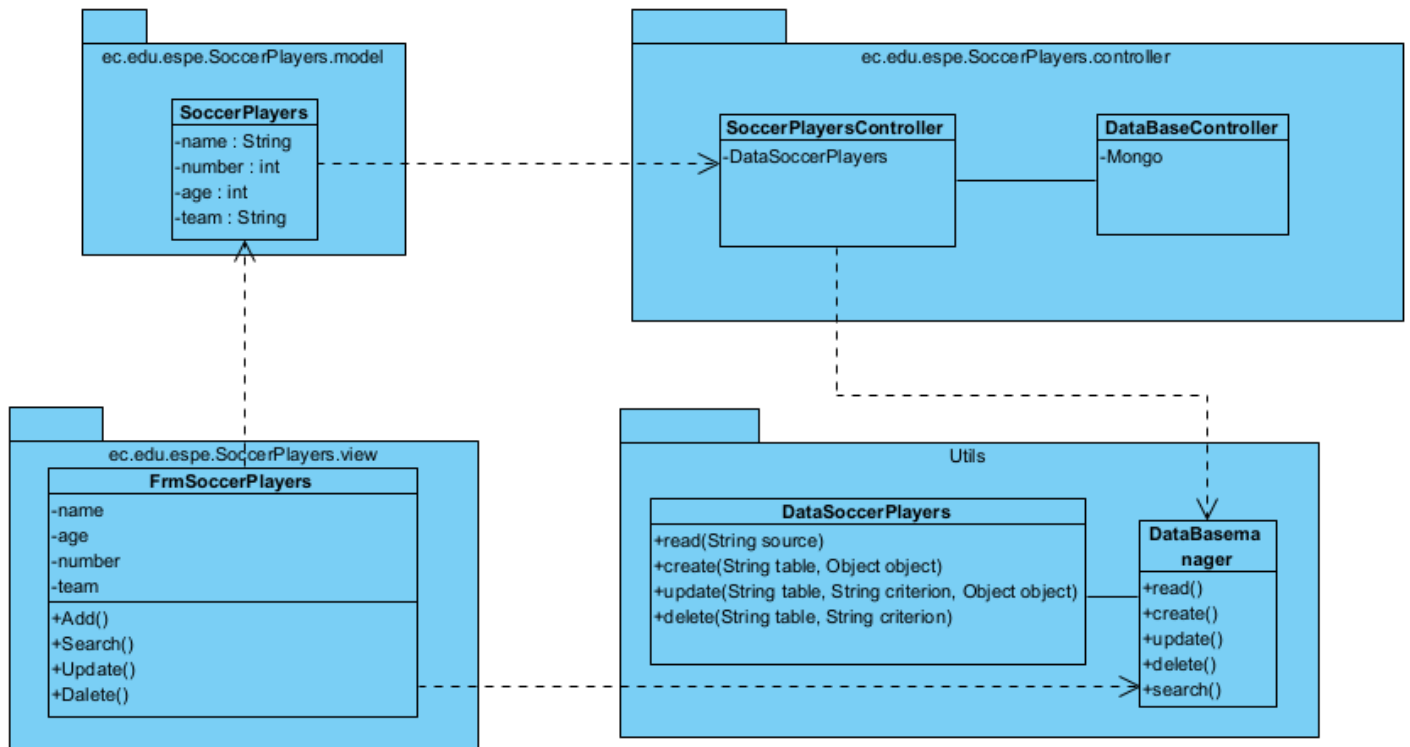 ec.edu.espe.SoccerPlayers.model
SoccerPlayers
-name : String
-number : int
-age : int
-team : String
ec.edu.espe.SoccerPlayers.controller
SoccerPlayersController
-DataSoccerPlayers
DataBaseController
-Mongo
ec.edu.espe.SoccerPlayers.view
FrmSoccerPlayers
-name
-age
-number
-team
+Add()
+Search()
+Update()
+Dalete()
Utils
DataSoccerPlayers
+read(String source)
+create(String table, Object object)
+update(String table, String criterion, Object object)
+delete(String table, String criterion)
DataBasema
nager
+read()
+create()
+update()
+delete()
+search()